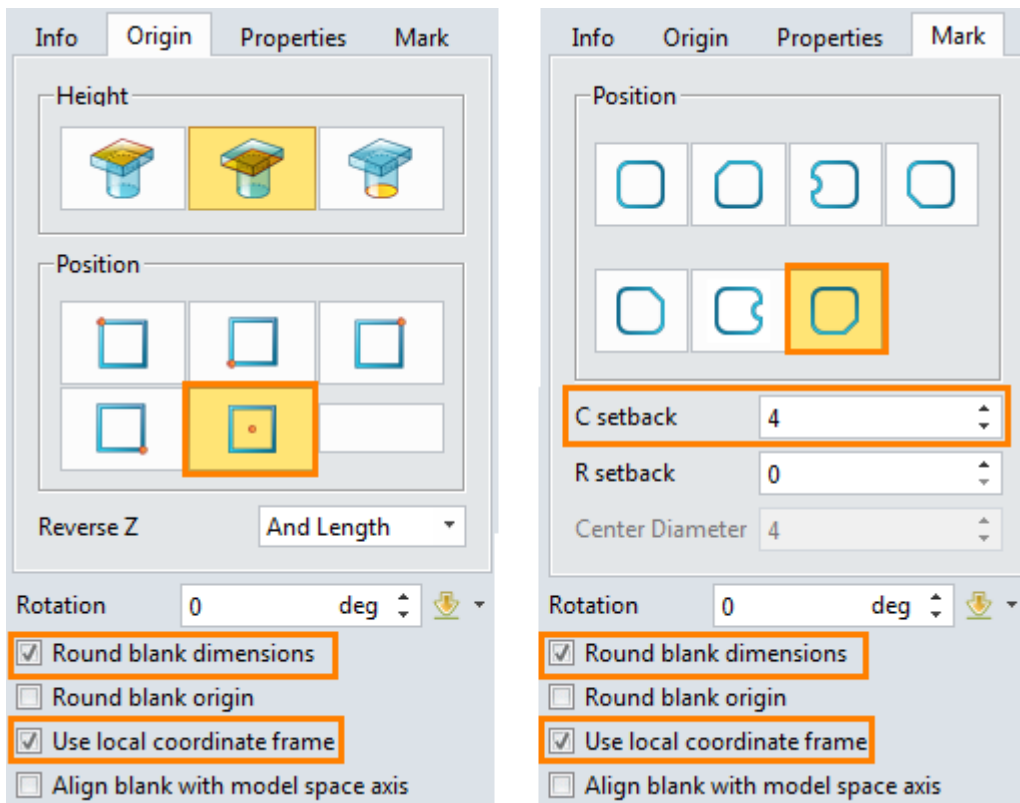 Info Origin Properties Mark
Height
Position
Reverse Z And Length
Rotation 0 deg
Round blank dimensions
Round blank origin
Use local coordinate frame
Align blank with model space axis
Info Origin Properties Mark
Position
C setback 4
R setback 0
Center Diameter 4
Rotation 0 deg
Round blank dimensions
Round blank origin
Use local coordinate frame
Align blank with model space axis